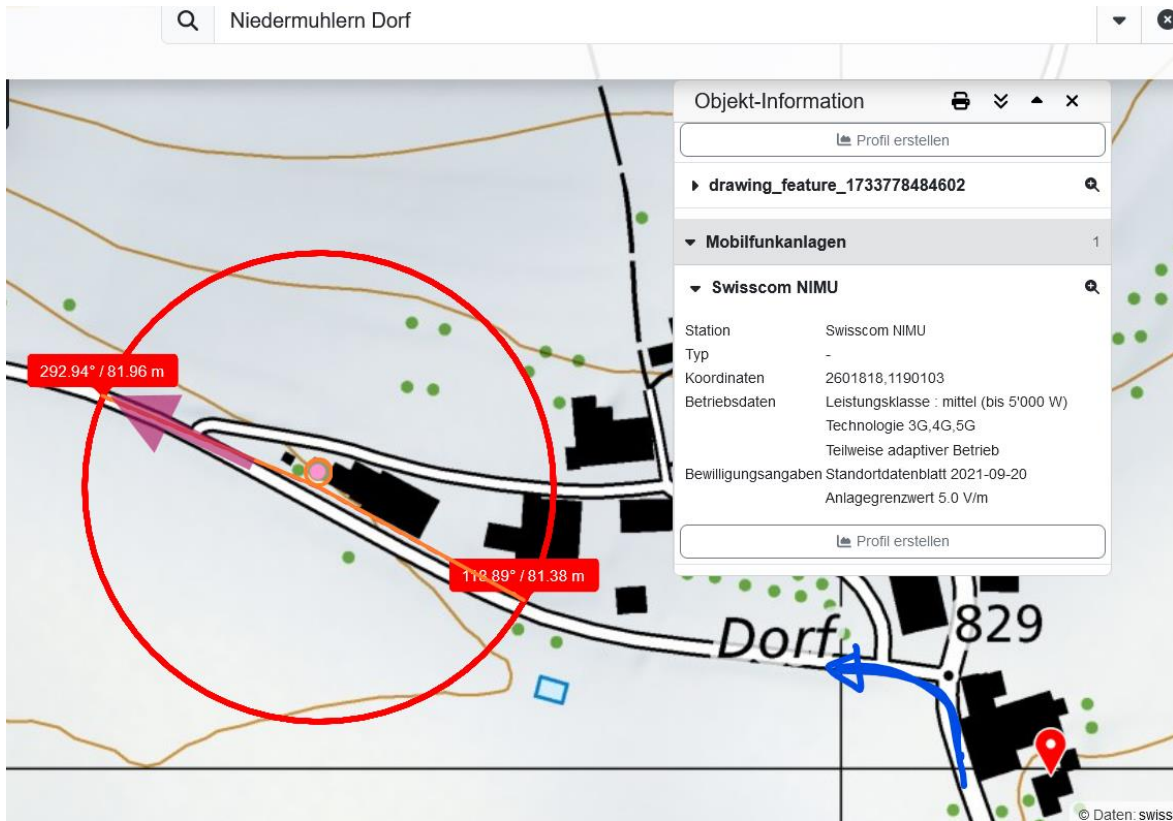 Niedermuhlern Dorf
Objekt-Information
Profil erstellen
drawing_feature_1733778484602
Mobilfunkanlagen 1
Swisscom NIMU
Station Swisscom NIMU
Typ -
Koordinaten 2601818,1190103
Betriebsdaten Leistungsklasse : mittel (bis 5'000 W)
Technologie 3G,4G,5G
Teilweise adaptiver Betrieb
Bewilligungsangaben Standortdatenblatt 2021-09-20
Anlagegrenzwert 5.0 V/m
Profil erstellen
292.94° / 81.96 m
118.89° / 81.38 m
Dorf
829
© Daten: swiss